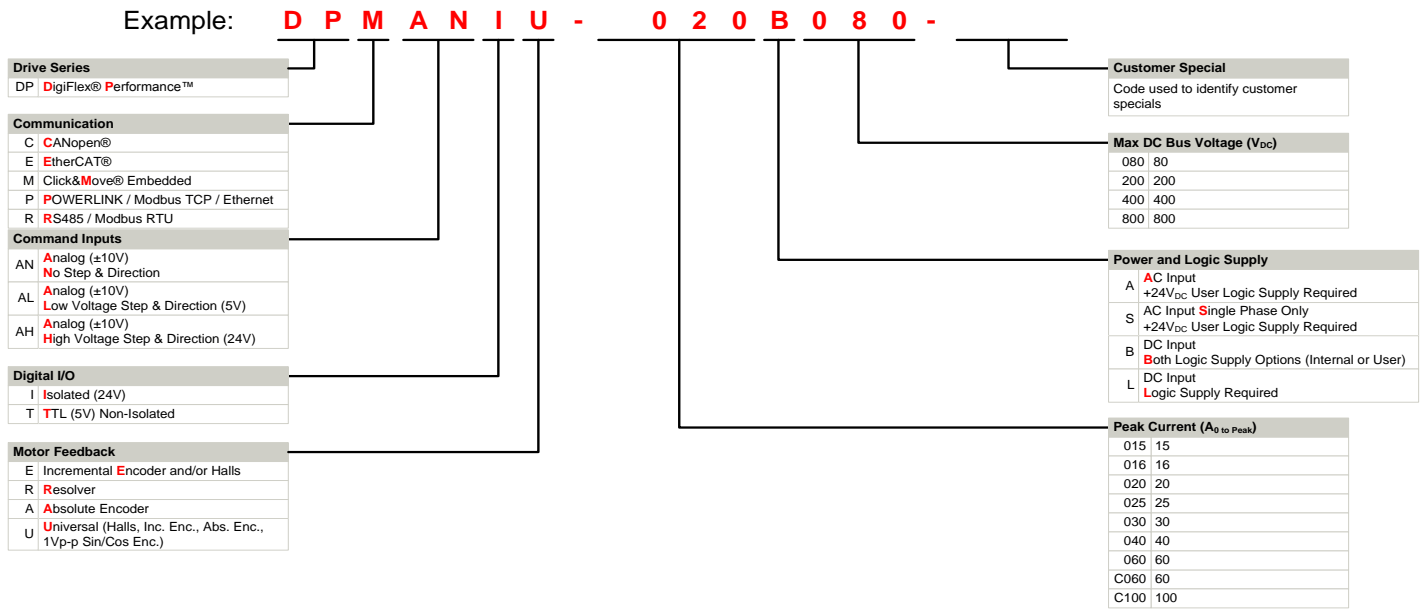 Example: D P M A N I U - 0 2 0 B 0 8 0 -
Drive Series
DP DigiFlex® Performance™
Communication
C CANopen®
E EtherCAT®
M Click&Move® Embedded
P POWERLINK / Modbus TCP / Ethernet
R RS485 / Modbus RTU
Command Inputs
AN Analog (±10V)
No Step & Direction
AL Analog (±10V)
Low Voltage Step & Direction (5V)
AH Analog (±10V)
High Voltage Step & Direction (24V)
Digital I/O
I Isolated (24V)
T TTL (5V) Non-Isolated
Motor Feedback
E Incremental Encoder and/or Halls
R Resolver
A Absolute Encoder
U Universal (Halls, Inc. Enc., Abs. Enc.,
1Vp-p Sin/Cos Enc.)
Customer Special
Code used to identify customer
specials
Max DC Bus Voltage (VDC)
080 80
200 200
400 400
800 800
Power and Logic Supply
A AC Input
+24VDC User Logic Supply Required
S AC Input Single Phase Only
+24VDC User Logic Supply Required
B DC Input
Both Logic Supply Options (Internal or User)
L DC Input
Logic Supply Required
Peak Current (A0 to Peak)
015 15
016 16
020 20
025 25
030 30
040 40
060 60
C060 60
C100 100